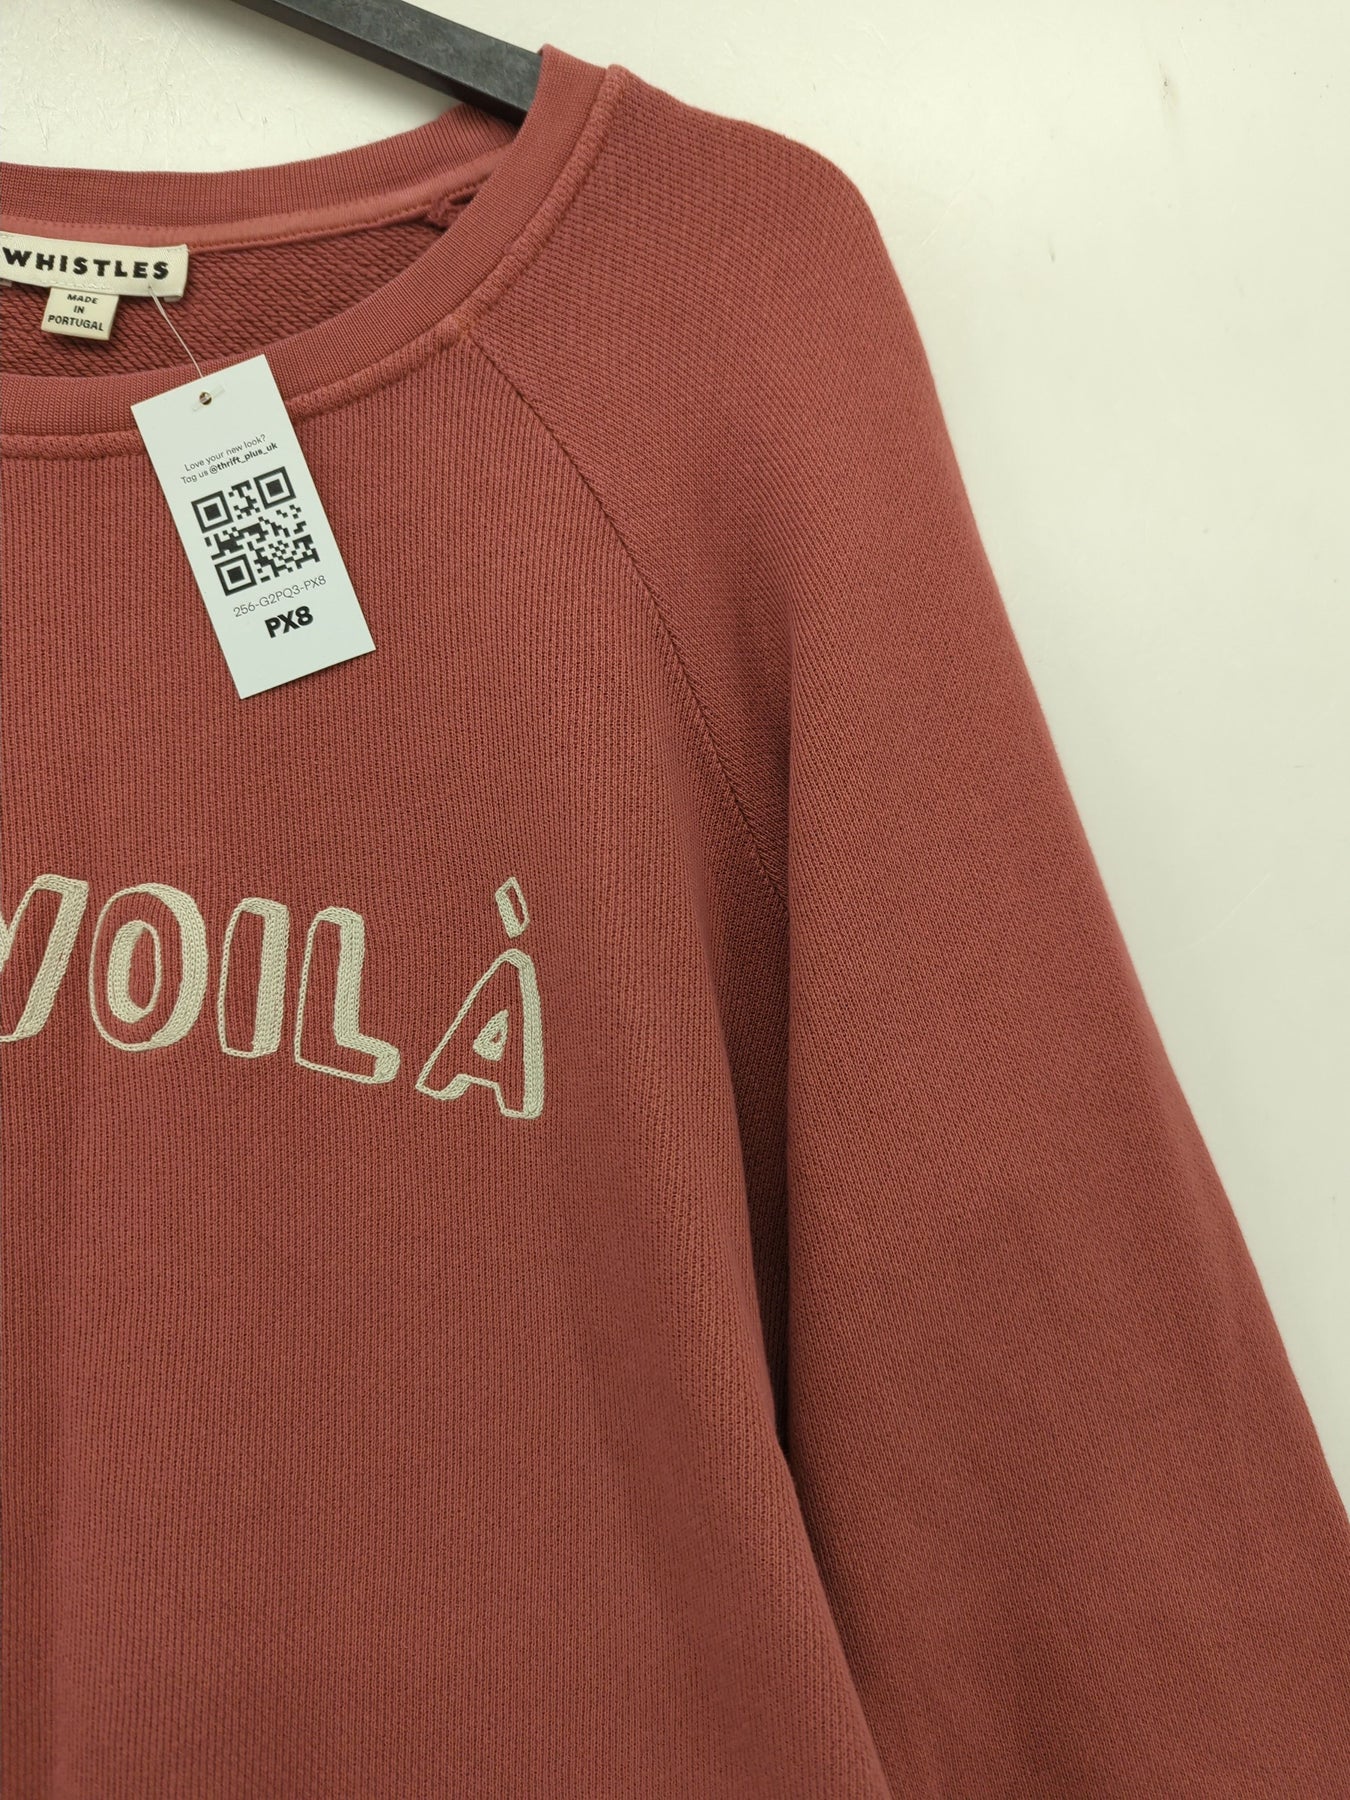 WHISTLES
MADE
IN
PORTUGAL
Love your new look?
Tag us @thrift_plus_uk
256-G2PQ3-PX8
PX8
VOILÀ